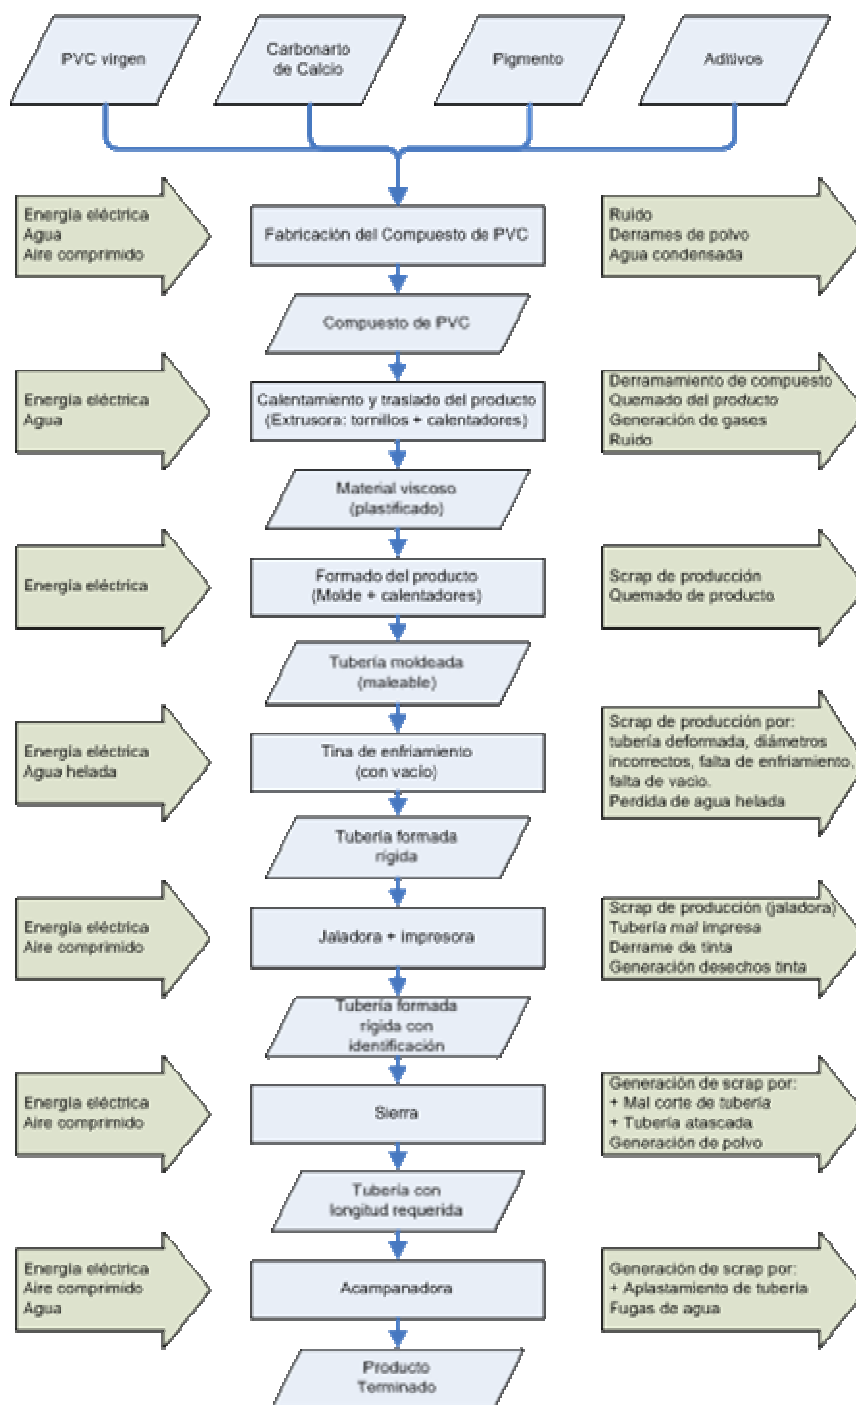 PVC virgen
Carbonarto
de Calcio
Pigmento
Aditivos
Energía eléctrica
Agua
Aire comprimido
Fabricación del Compuesto de PVC
Ruido
Derrames de polvo
Agua condensada
Compuesto de PVC
Energía eléctrica
Agua
Calentamiento y traslado del producto
(Extrusora: tornillos + calentadores)
Derramamiento de compuesto
Quemado del producto
Generación de gases
Ruido
Material viscoso
(plastificado)
Energía eléctrica
Formado del producto
(Molde + calentadores)
Scrap de producción
Quemado de producto
Tubería moldeada
(maleable)
Energía eléctrica
Agua helada
Tina de enfriamiento
(con vacío)
Scrap de producción por:
tubería deformada, diámetros
incorrectos, falta de enfriamiento,
falta de vacío.
Perdida de agua helada
Tubería formada
rígida
Energía eléctrica
Aire comprimido
Jaladora + impresora
Scrap de producción (jaladora)
Tubería mal impresa
Derrame de tinta
Generación desechos tinta
Tubería formada
rígida con
identificación
Energía eléctrica
Aire comprimido
Sierra
Generación de scrap por:
+ Mal corte de tubería
+ Tubería atascada
Generación de polvo
Tubería con
longitud requerida
Energía eléctrica
Aire comprimido
Agua
Acampanadora
Generación de scrap por:
+ Aplastamiento de tubería
Fugas de agua
Producto
Terminado